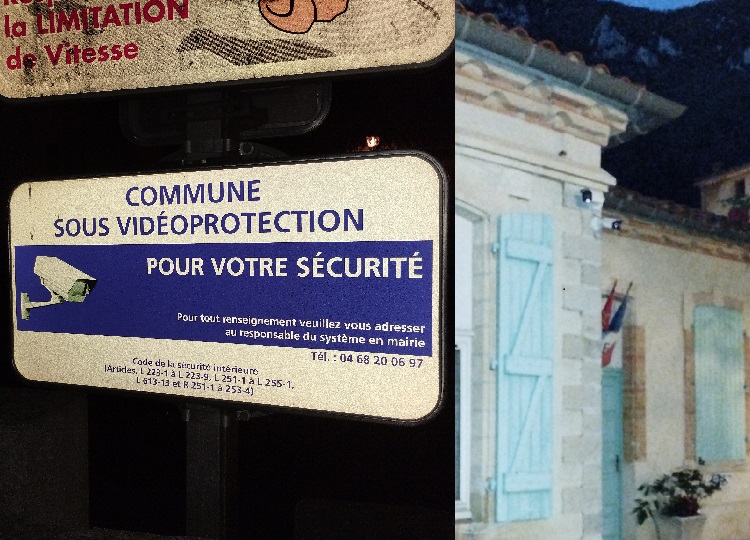 la LIMITATION
de Vitesse
COMMUNE
SOUS VIDÉOPROTECTION
POUR VOTRE SÉCURITÉ
Pour tout renseignement veuillez vous adresser
au responsable du système en mairie
Tél. : 04 68 20 06 97
Code de la sécurité intérieure
(Articles. L 223-1 à L 223-9, L 251-1 à L 255-1,
L 613-13 et R 251-1 à 253-4)